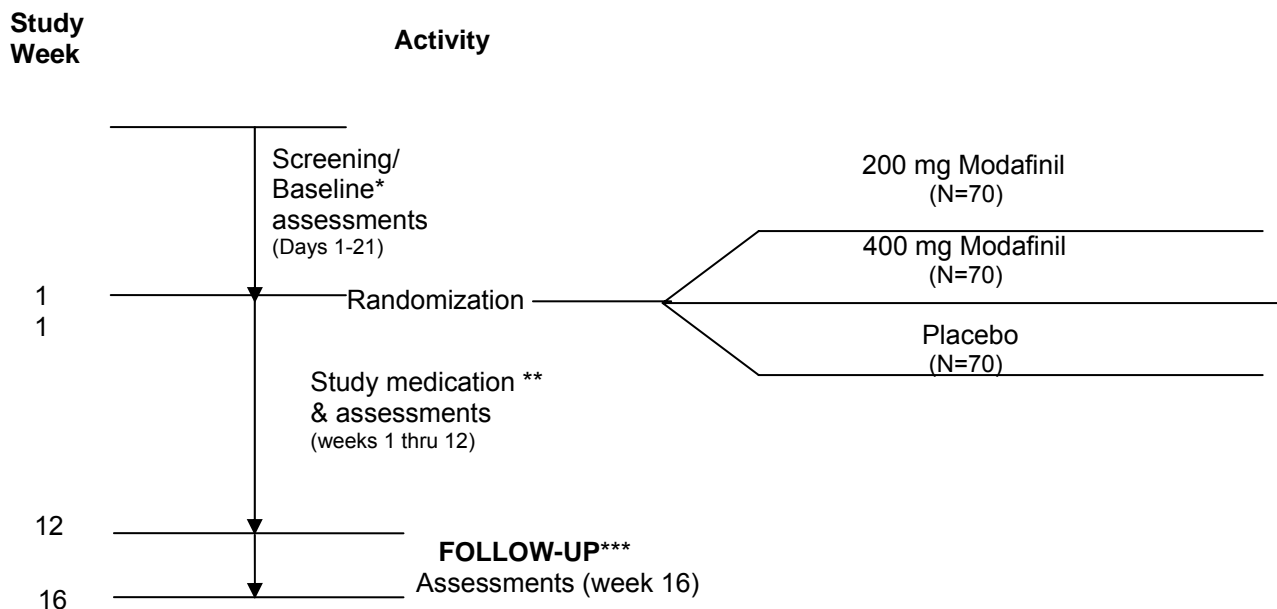 Study
Week
Activity
Screening/
Baseline*
assessments
(Days 1-21)
200 mg Modafinil
(N=70)
400 mg Modafinil
(N=70)
1
Randomization
1
Placebo
(N=70)
Study medication **
& assessments
(weeks 1 thru 12)
12
FOLLOW-UP***
Assessments (week 16)
16